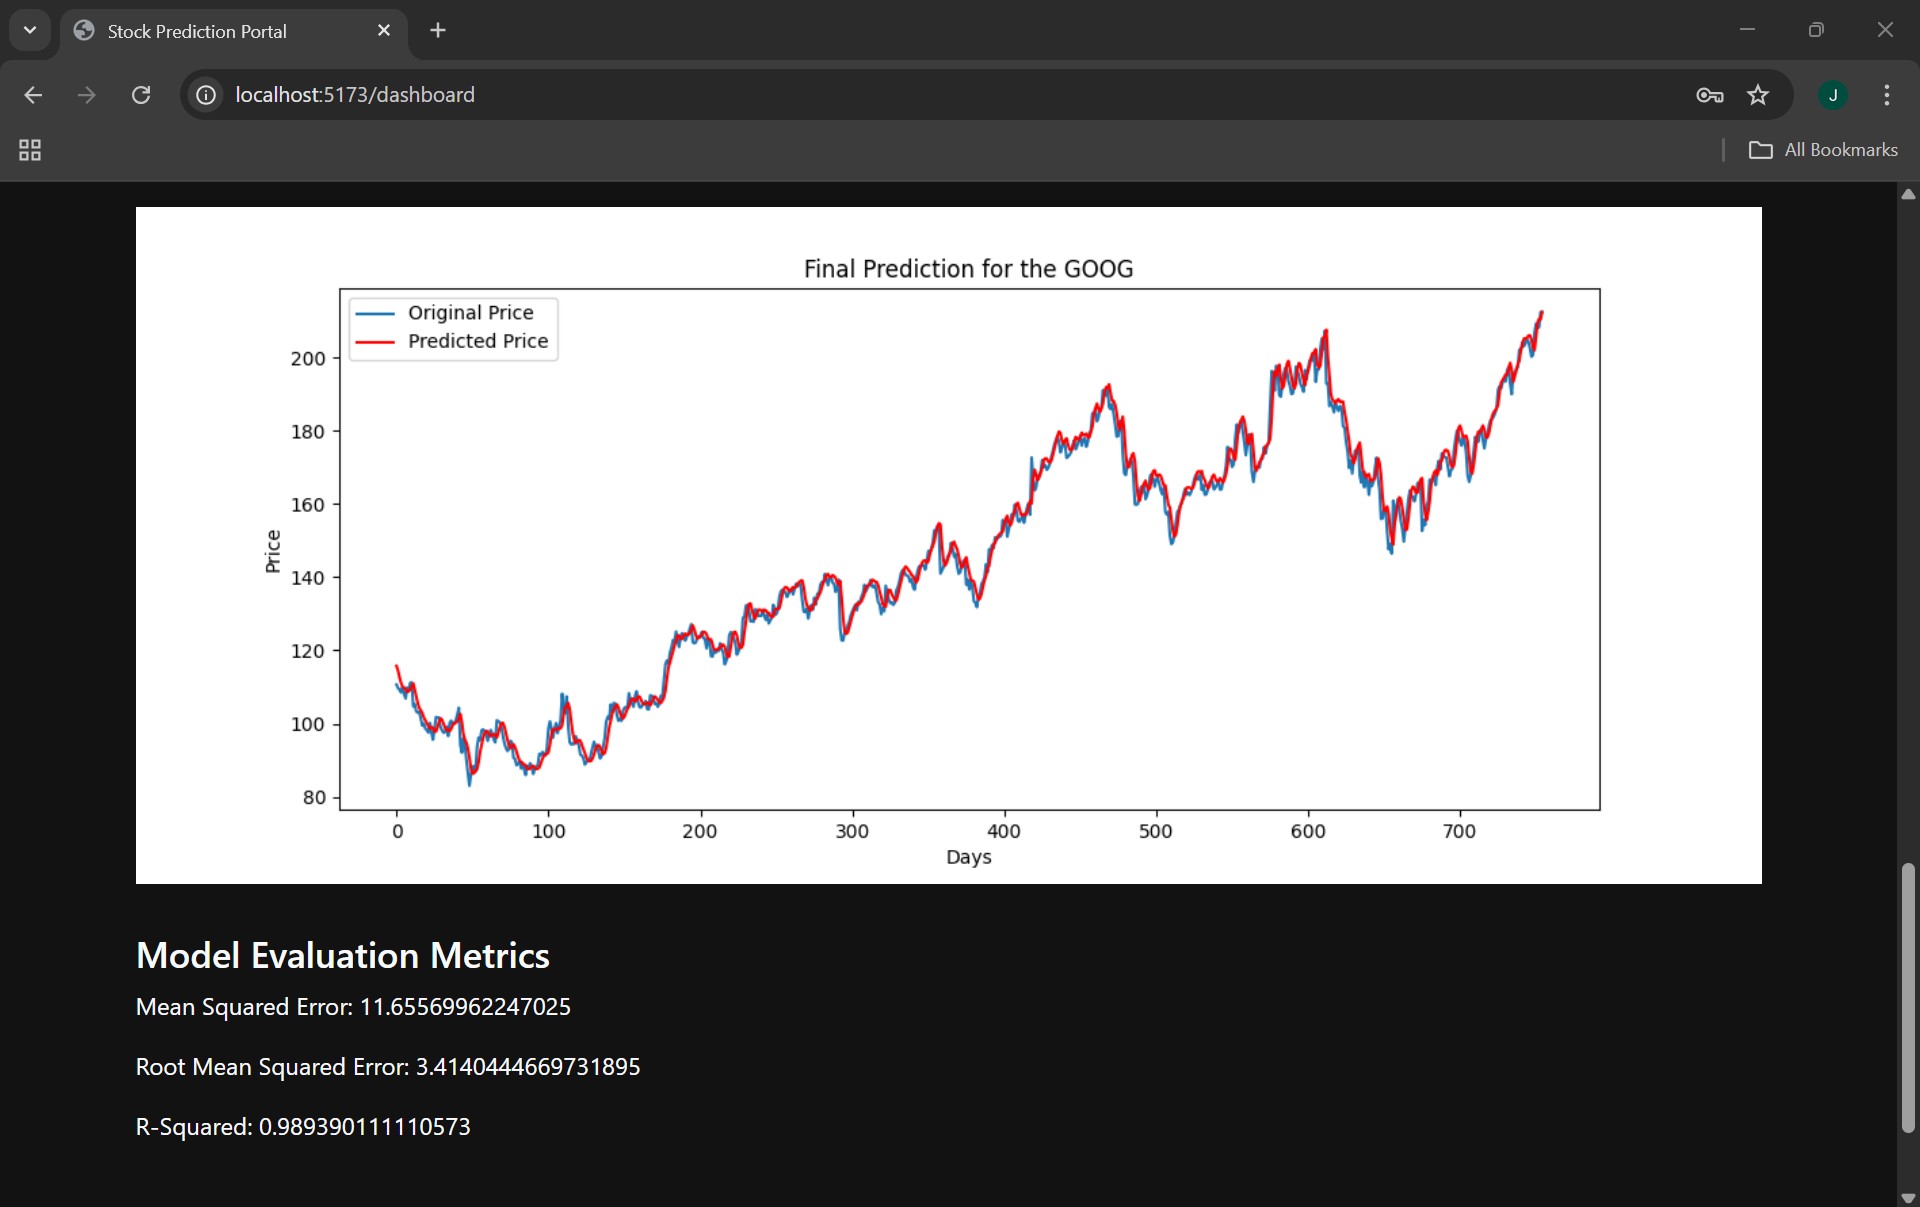 Stock Prediction Portal
localhost:5173/dashboard
J
All Bookmarks
Final Prediction for the GOOG
Original Price
Predicted Price
200
180
160
140
120
100
80
Price
0 100 200 300 400 500 600 700
Days
Model Evaluation Metrics
Mean Squared Error: 11.65569962247025
Root Mean Squared Error: 3.4140444669731895
R-Squared: 0.989390111110573